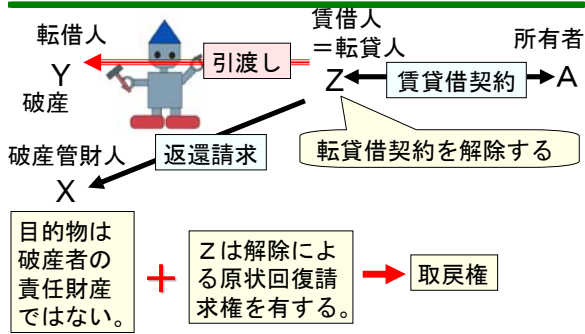 転借人
Y
破産
引渡し
賃借人
＝転貸人
Z
賃貸借契約
所有者
A
転貸借契約を解除する
返還請求
破産管財人
X
目的物は
破産者の
責任財産
ではない。
＋
Ｚは解除によ
る原状回復請
求権を有する。
取戻権